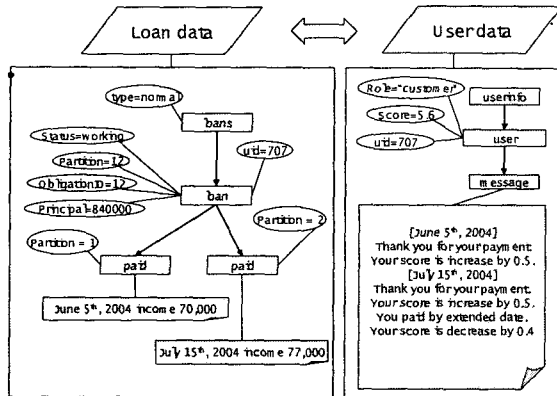 Loan data
User data
type=normal
loans
Status=working
Partition=12
ObligationID=12
Principal=840000
uid=707
loan
Partition = 1
Partition = 2
paid
paid
June 5th, 2004 income 70,000
July 15th, 2004 income 77,000
Role="customer"
Score=5.6
uid=707
userinfo
user
message
[June 5th, 2004]
Thank you for your payment.
Your score is increase by 0.5.
[July 15th, 2004]
Thank you for your payment.
Your score is increase by 0.5.
You paid by extended date.
Your score is decrease by 0.4